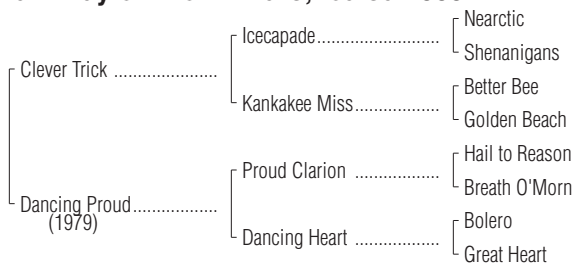 Nearctic
Icecapade........................
Shenanigans
Clever Trick .....................
Better Bee
Kankakee Miss.................
Golden Beach
Hail to Reason
Proud Clarion ...................
Breath O'Morn
Dancing Proud.................
(1979)
Bolero
Dancing Heart .................
Great Heart